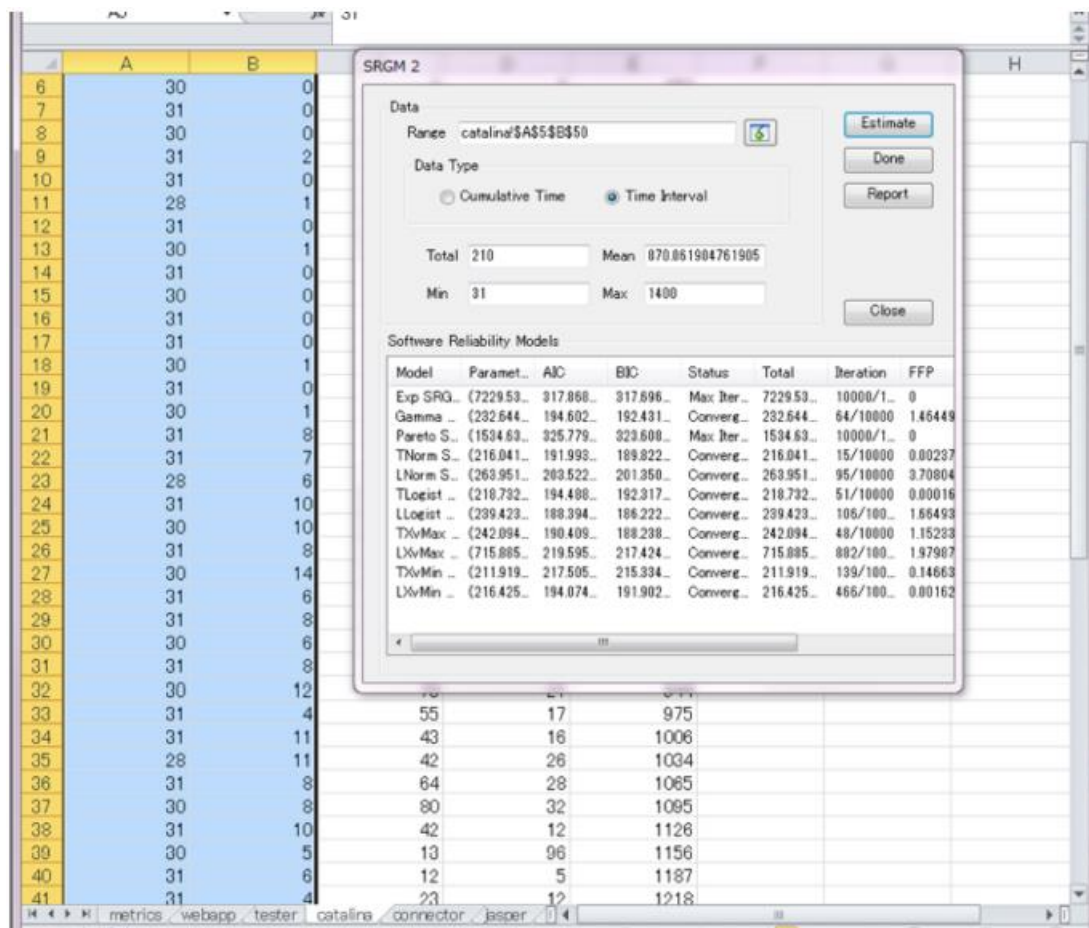 31
A B H
SRGM 2
6 30 0
7 31 0
8 30 0
9 31 2
10 31 0
11 28 1
12 31 0
13 30 1
14 31 0
15 30 0
16 31 0
17 31 0
18 30 1
19 31 0
20 30 1
21 31 8
22 31 7
23 28 6
24 31 10
25 30 10
26 31 8
27 30 14
28 31 6
29 31 8
30 30 6
31 31 8
32 30 12
33 31 4 55 17 975
34 31 11 43 16 1006
35 28 11 42 26 1034
36 31 8 64 28 1065
37 30 8 80 32 1095
38 31 10 42 12 1126
39 30 5 13 96 1156
40 31 6 12 5 1187
41 31 4 23 12 1218
Data
Range catalina!$A$5:$B$50
Estimate
Data Type
Done
Cumulative Time Time Interval
Report
Total 210 Mean 870.061904761905
Min 31 Max 1400
Close
Software Reliability Models
Model Paramet... AIC BIC Status Total Iteration FFP
Exp SRG... (7229.53... 317.868... 317.696... Max Iter... 7229.53... 10000/1... 0
Gamma ... (232.644... 194.602... 192.431... Converg... 232.644... 64/10000 1.46449
Pareto S... (1534.63... 325.779... 323.608... Max Iter... 1534.63... 10000/1... 0
TNorm S... (216.041... 191.993... 189.822... Converg... 216.041... 15/10000 0.00237
LNorm S... (263.951... 203.522... 201.350... Converg... 263.951... 95/10000 3.70804
TLogist ... (218.732... 194.488... 192.317... Converg... 218.732... 51/10000 0.00016
LLogist ... (239.423... 188.394... 186.222... Converg... 239.423... 106/100... 1.66493
TXvMax ... (242.094... 190.409... 188.238... Converg... 242.094... 48/10000 1.15233
LXvMax ... (715.885... 219.595... 217.424... Converg... 715.885... 882/100... 1.97987
TXvMin ... (211.919... 217.505... 215.334... Converg... 211.919... 139/100... 0.14663
LXvMin ... (216.425... 194.074... 191.902... Converg... 216.425... 466/100... 0.00162
metrics webapp tester catalina connector jasper